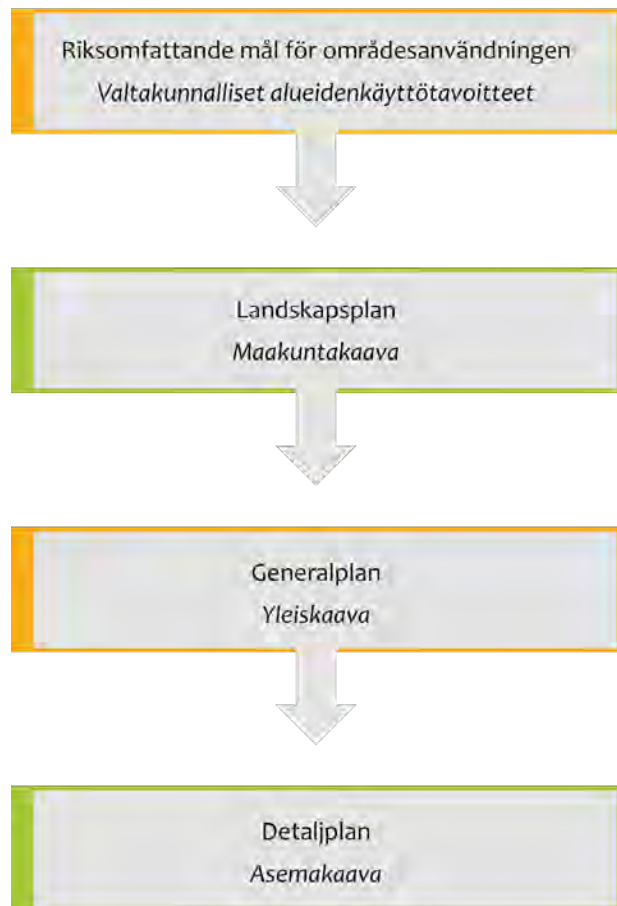 Riksomfattande mål för områdesanvändningen
Valtakunnalliset alueidenkäyttötavoitteet
Landskapsplan
Maakuntakaava
Generalplan
Yleiskaava
Detaljplan
Asemakaava